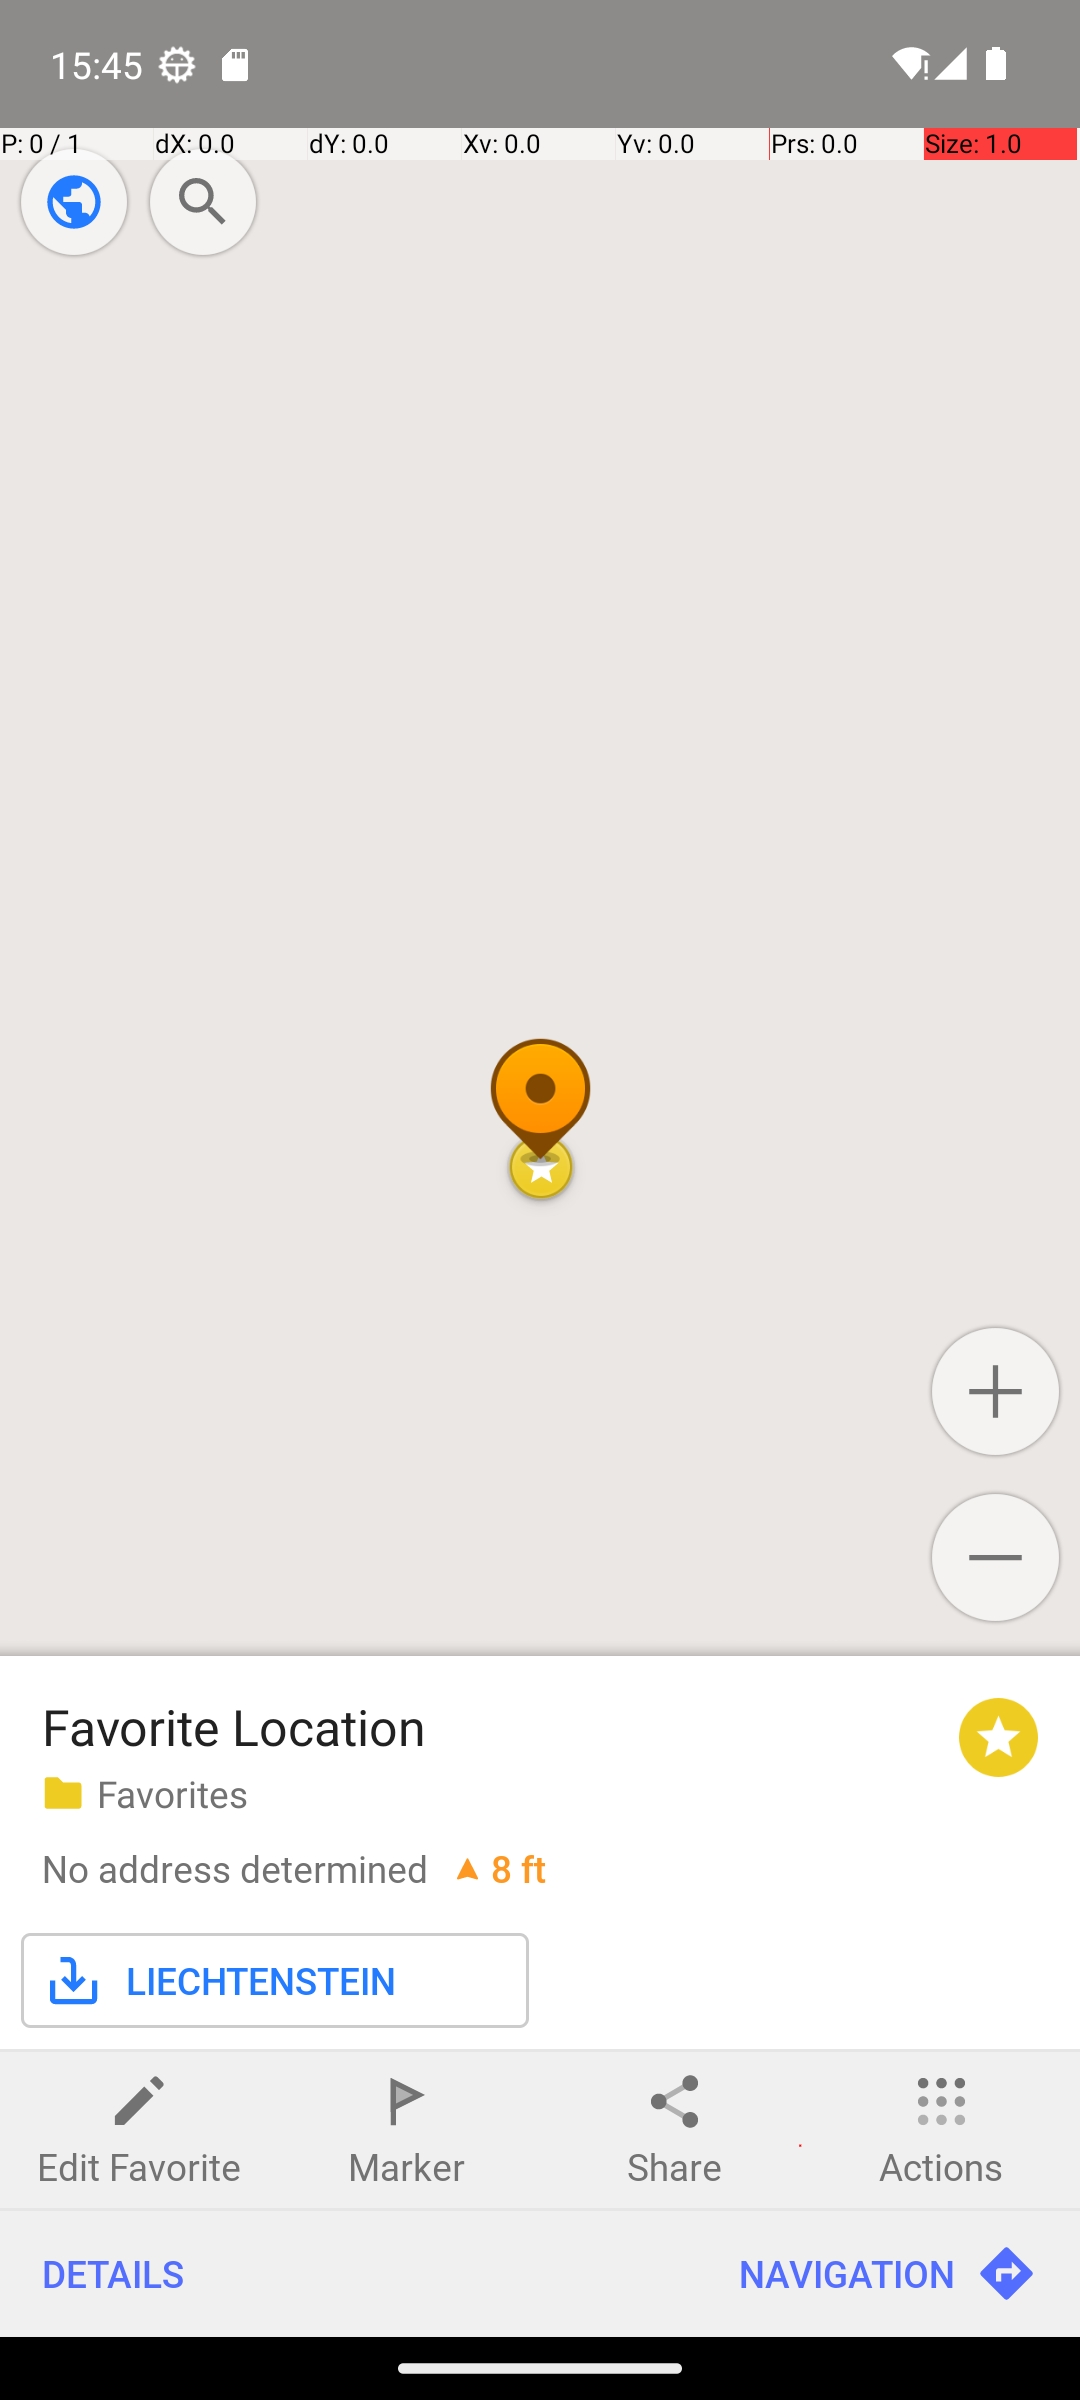 15:45
P: 0 / 1 dX: 0.0 dY: 0.0 Xv: 0.0 Yv: 0.0 Prs: 0.0 Size: 1.0
Favorite Location
Favorites
No address determined 8 ft
LIECHTENSTEIN
Edit Favorite Marker Share Actions
DETAILS NAVIGATION